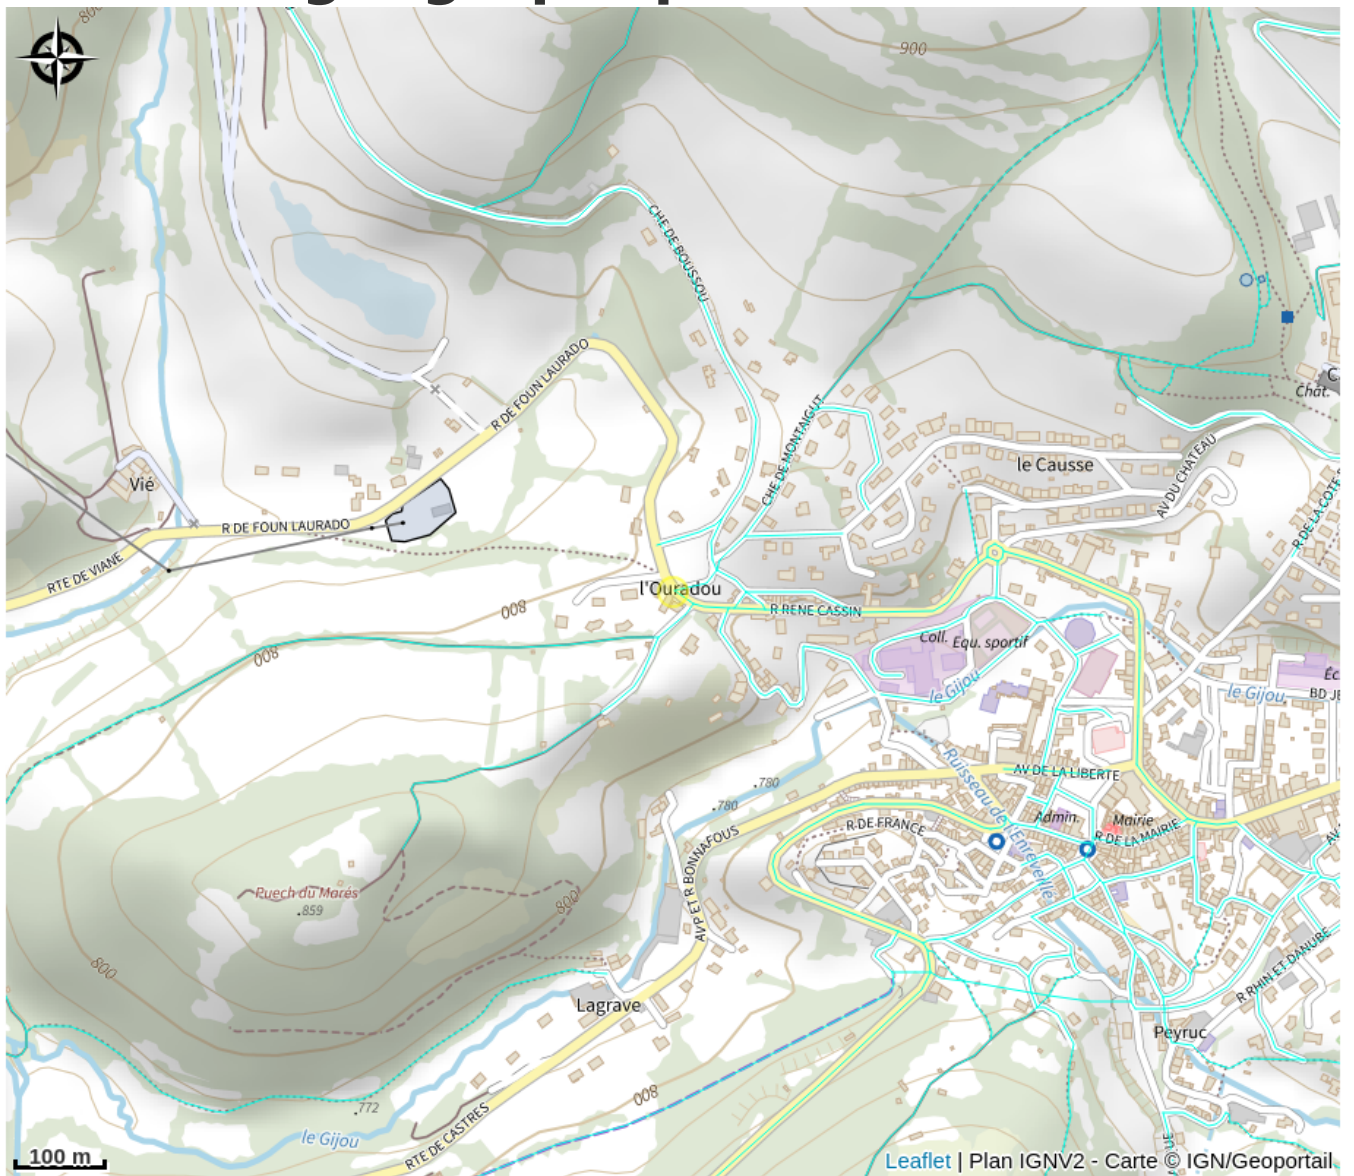 800
900
CHE DE BOUSSOU
R DE FOUN LAURADO
CHE DE MONTAIGUT
Chât.
le Causse
AV DU CHATEAU
R DE LA COTE
Vié
R DE FOUN LAURADO
RTE DE VIANE
l'Ouradou
800
R RENE CASSIN
Coll.
Equ. sportif
800
le Gijou
le Gijou
BD JE
Ruisseau de l'Enrevelle
AV DE LA LIBERTE
.780
.780
Admin.
Mairie
R DE FRANCE
R DE LA MAIRIE
AV P ET R BONNAFOUS
Puech du Marés
.859
800
800
R RHIN ET DANUBE
Lagrave
Peyruc
800
.772
le Gijou
RTE DE CASTRES
100 m
Leaflet | Plan IGNV2 - Carte © IGN/Geoportail